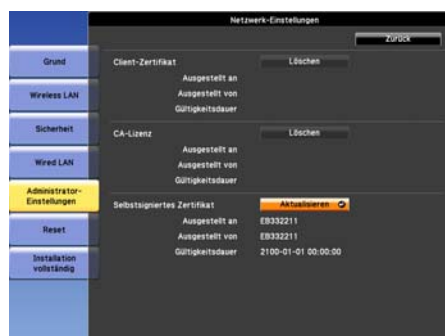 Netzwerk-Einstellungen
Zurück
Grund
Wireless LAN
Sicherheit
Wired LAN
Administrator-
Einstellungen
Reset
Installation
vollständig
Client-Zertifikat Löschen
Ausgestellt an
Ausgestellt von
Gültigkeitsdauer
CA-Lizenz Löschen
Ausgestellt an
Ausgestellt von
Gültigkeitsdauer
Selbstsigniertes Zertifikat Aktualisieren
Ausgestellt an EB332211
Ausgestellt von EB332211
Gültigkeitsdauer 2100-01-01 00:00:00